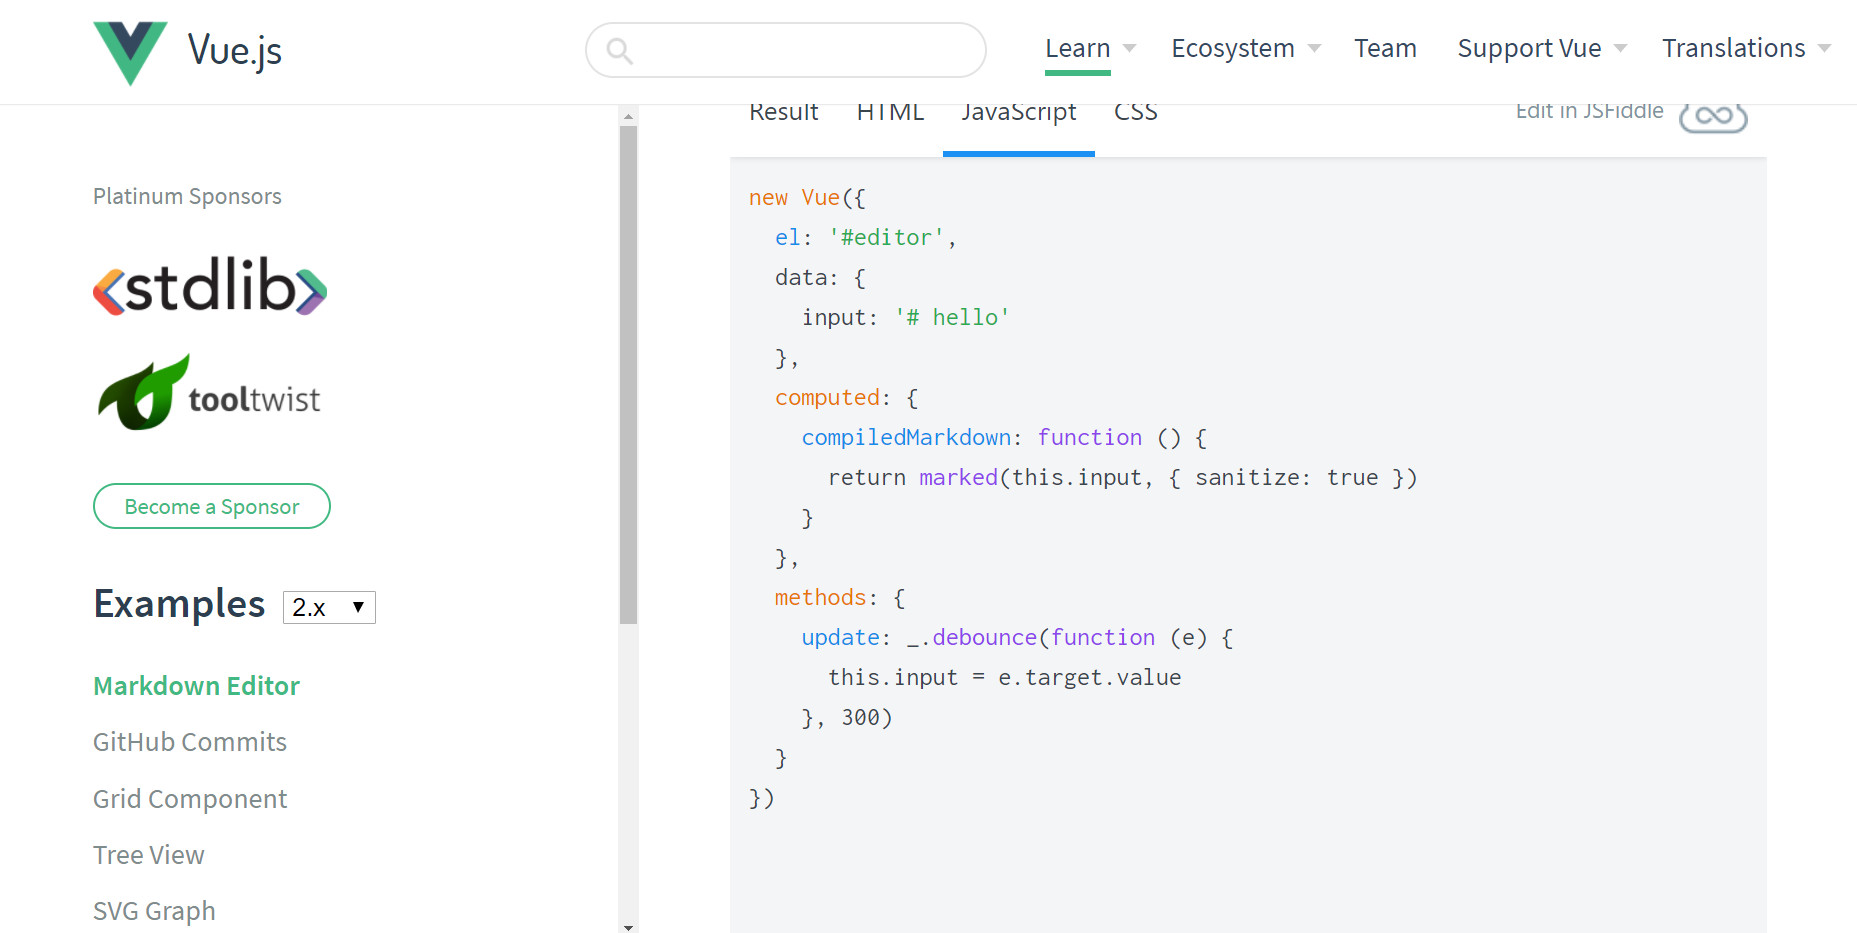 Vue.js
Learn Ecosystem Team Support Vue Translations
Platinum Sponsors
<stdlib>
tooltwist
Become a Sponsor
Examples 2.x
Markdown Editor
GitHub Commits
Grid Component
Tree View
SVG Graph
Result HTML JavaScript CSS Edit in JSFiddle
new Vue({
  el: '#editor',
  data: {
    input: '# hello'
  },
  computed: {
    compiledMarkdown: function () {
      return marked(this.input, { sanitize: true })
    }
  },
  methods: {
    update: _.debounce(function (e) {
      this.input = e.target.value
    }, 300)
  }
})